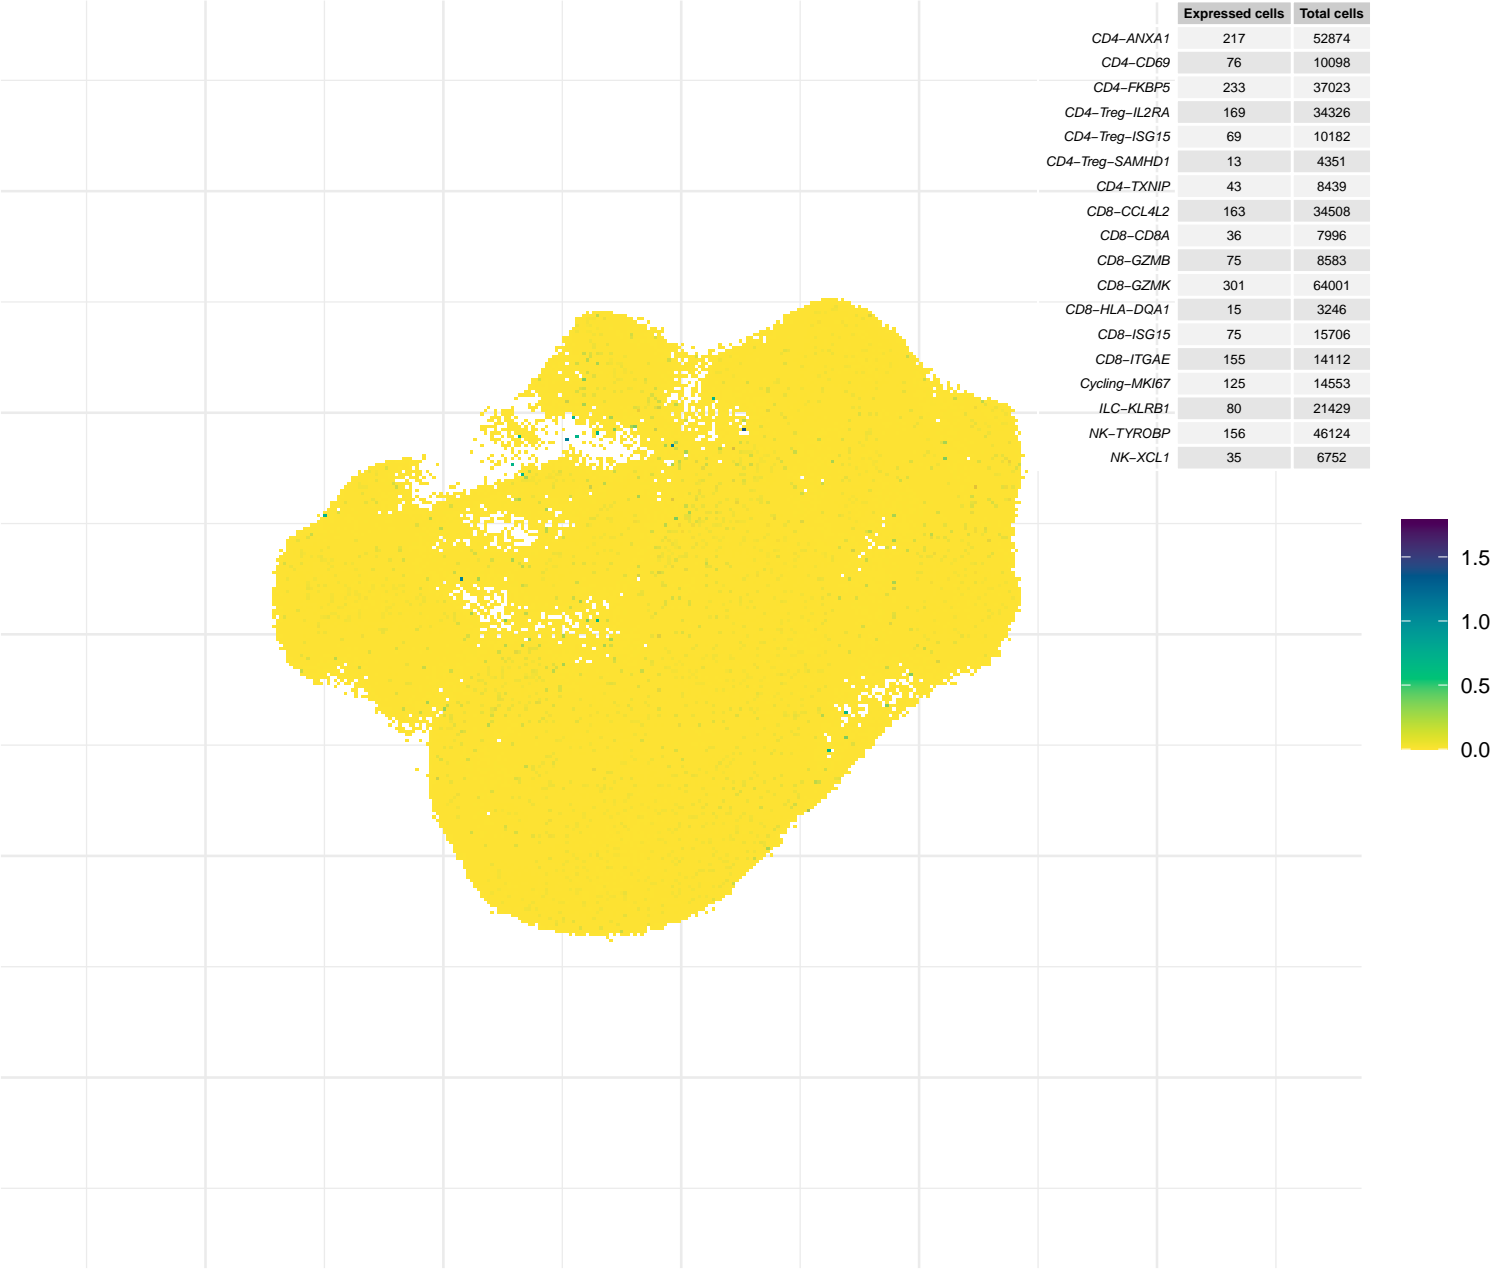 Expressed cells Total cells
CD4−ANXA1 217 52874
CD4−CD69 76 10098
CD4−FKBP5 233 37023
CD4−Treg−IL2RA 169 34326
CD4−Treg−ISG15 69 10182
CD4−Treg−SAMHD1 13 4351
CD4−TXNIP 43 8439
CD8−CCL4L2 163 34508
CD8−CD8A 36 7996
CD8−GZMB 75 8583
CD8−GZMK 301 64001
CD8−HLA−DQA1 15 3246
CD8−ISG15 75 15706
CD8−ITGAE 155 14112
Cycling−MKI67 125 14553
ILC−KLRB1 80 21429
NK−TYROBP 156 46124
NK−XCL1 35 6752
1.5
1.0
0.5
0.0